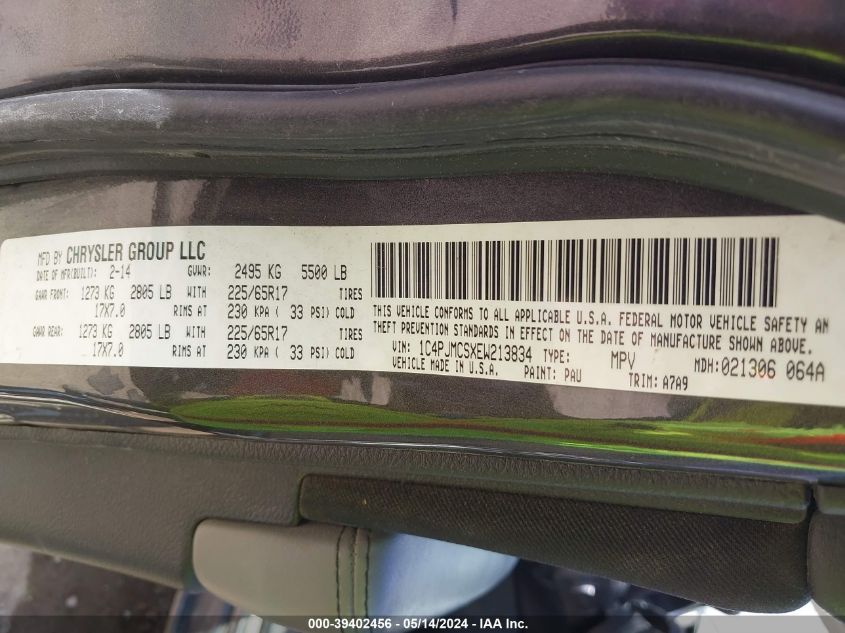 MFD BY CHRYSLER GROUP LLC
DATE OF MFR(BUILT): 2-14 GVWR: 2495 KG 5500 LB
GAWR FRONT: 1273 KG 2805 LB WITH 225/65R17 TIRES
17X7.0 RIMS AT 230 KPA ( 33 PSI) COLD
GAWR REAR: 1273 KG 2805 LB WITH 225/65R17 TIRES
17X7.0 RIMS AT 230 KPA ( 33 PSI) COLD
THIS VEHICLE CONFORMS TO ALL APPLICABLE U.S.A. FEDERAL MOTOR VEHICLE SAFETY AN
THEFT PREVENTION STANDARDS IN EFFECT ON THE DATE OF MANUFACTURE SHOWN ABOVE.
VIN: 1C4PJMCSXEW213834 TYPE: MPV MDH:021306 064A
VEHICLE MADE IN U.S.A. PAINT: PAU TRIM: A7A9
000-39402456 - 05/14/2024 - IAA Inc.